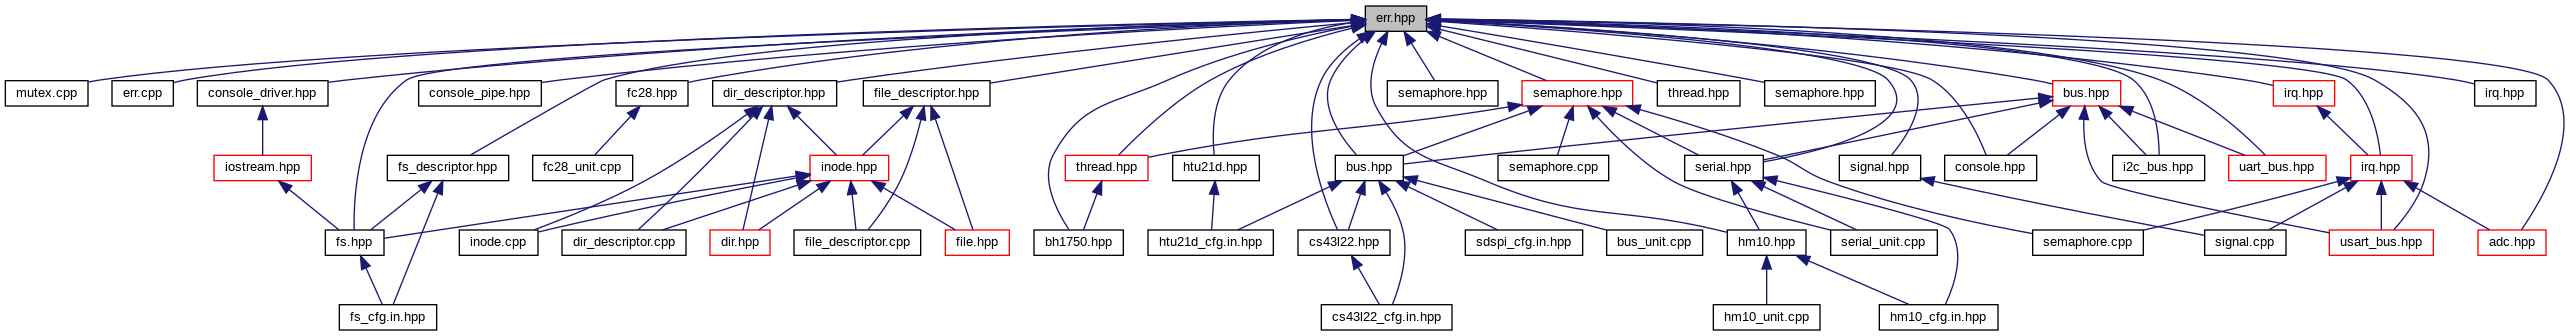 err.hpp
mutex.cpp
err.cpp
console_driver.hpp
console_pipe.hpp
fc28.hpp
dir_descriptor.hpp
file_descriptor.hpp
semaphore.hpp
semaphore.hpp
thread.hpp
semaphore.hpp
bus.hpp
irq.hpp
irq.hpp
iostream.hpp
fs_descriptor.hpp
fc28_unit.cpp
inode.hpp
thread.hpp
htu21d.hpp
bus.hpp
semaphore.cpp
serial.hpp
signal.hpp
console.hpp
i2c_bus.hpp
uart_bus.hpp
irq.hpp
fs.hpp
inode.cpp
dir_descriptor.cpp
dir.hpp
file_descriptor.cpp
file.hpp
bh1750.hpp
htu21d_cfg.in.hpp
cs43l22.hpp
sdspi_cfg.in.hpp
bus_unit.cpp
hm10.hpp
serial_unit.cpp
semaphore.cpp
signal.cpp
usart_bus.hpp
adc.hpp
fs_cfg.in.hpp
cs43l22_cfg.in.hpp
hm10_unit.cpp
hm10_cfg.in.hpp